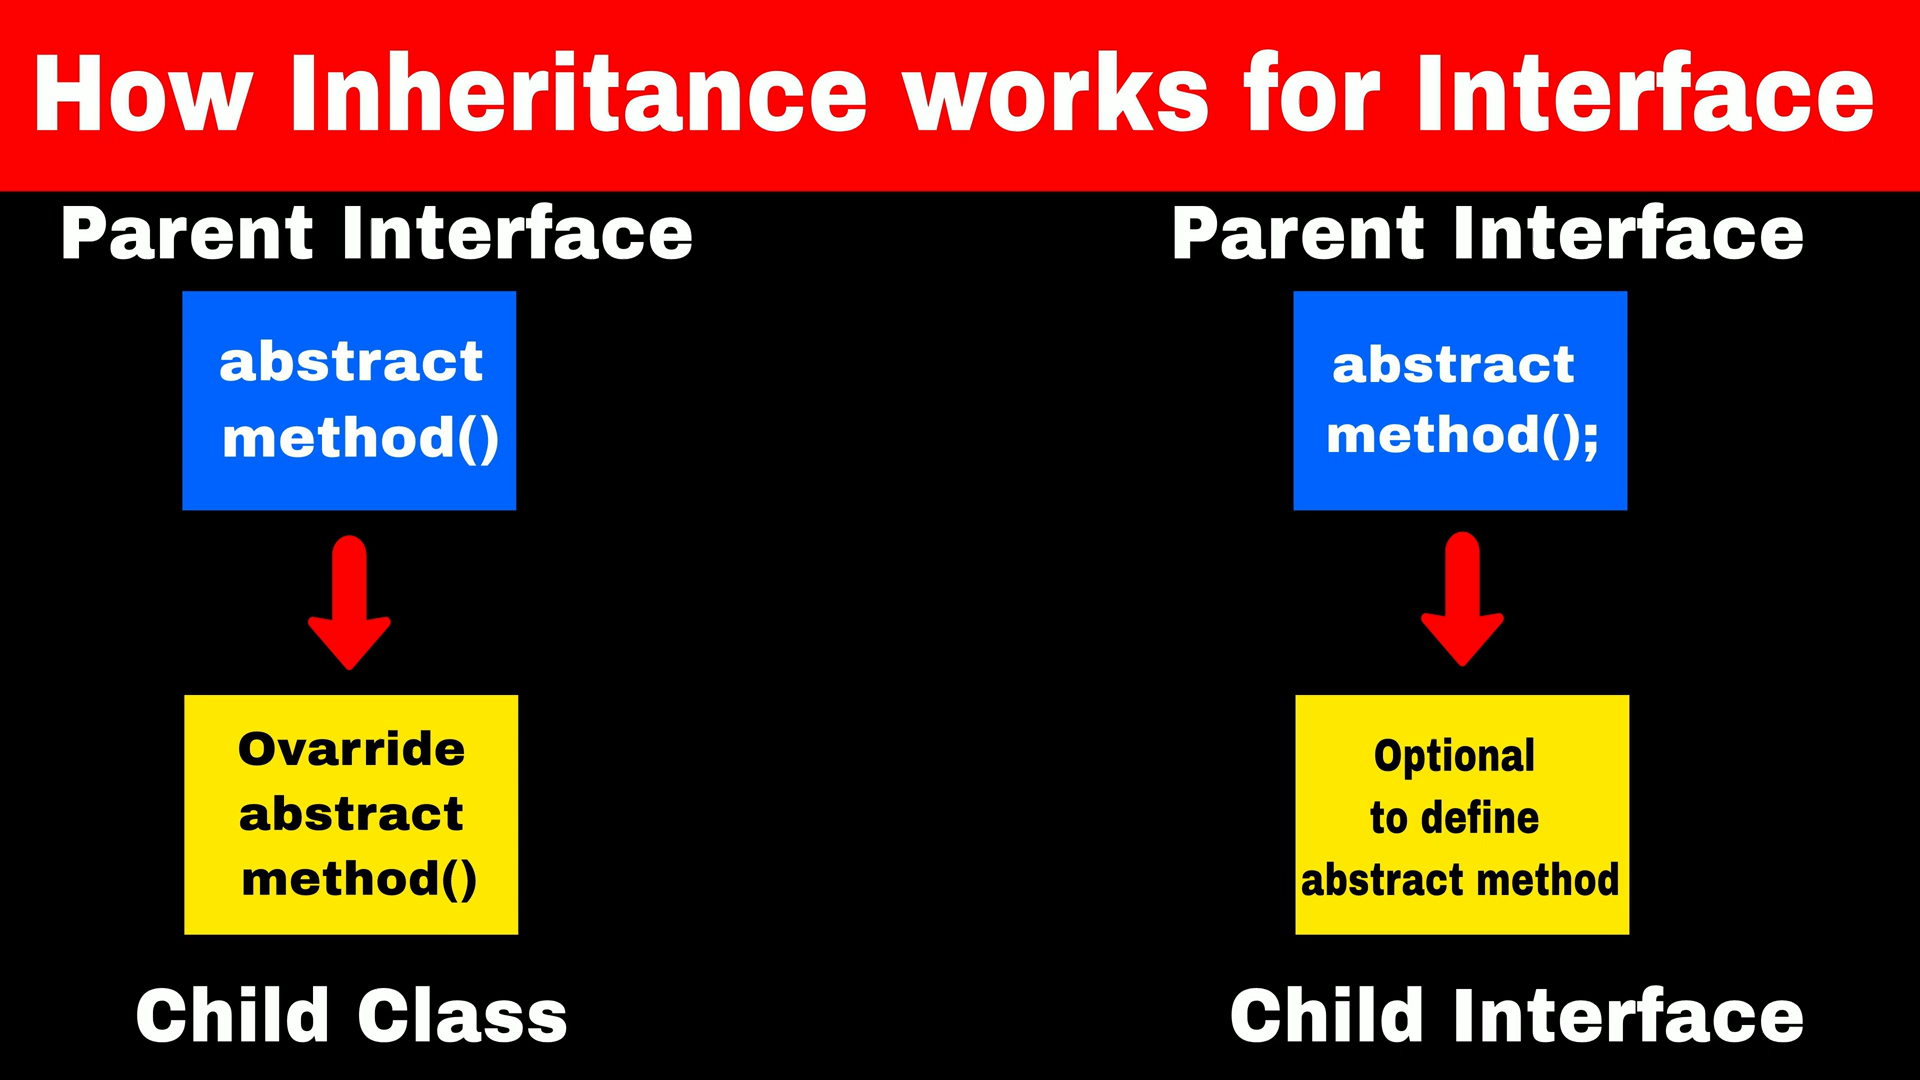 How Inheritance works for Interface
Parent Interface
abstract
method()
Ovarride
abstract
method()
Child Class
Parent Interface
abstract
method();
Optional
to define
abstract method
Child Interface